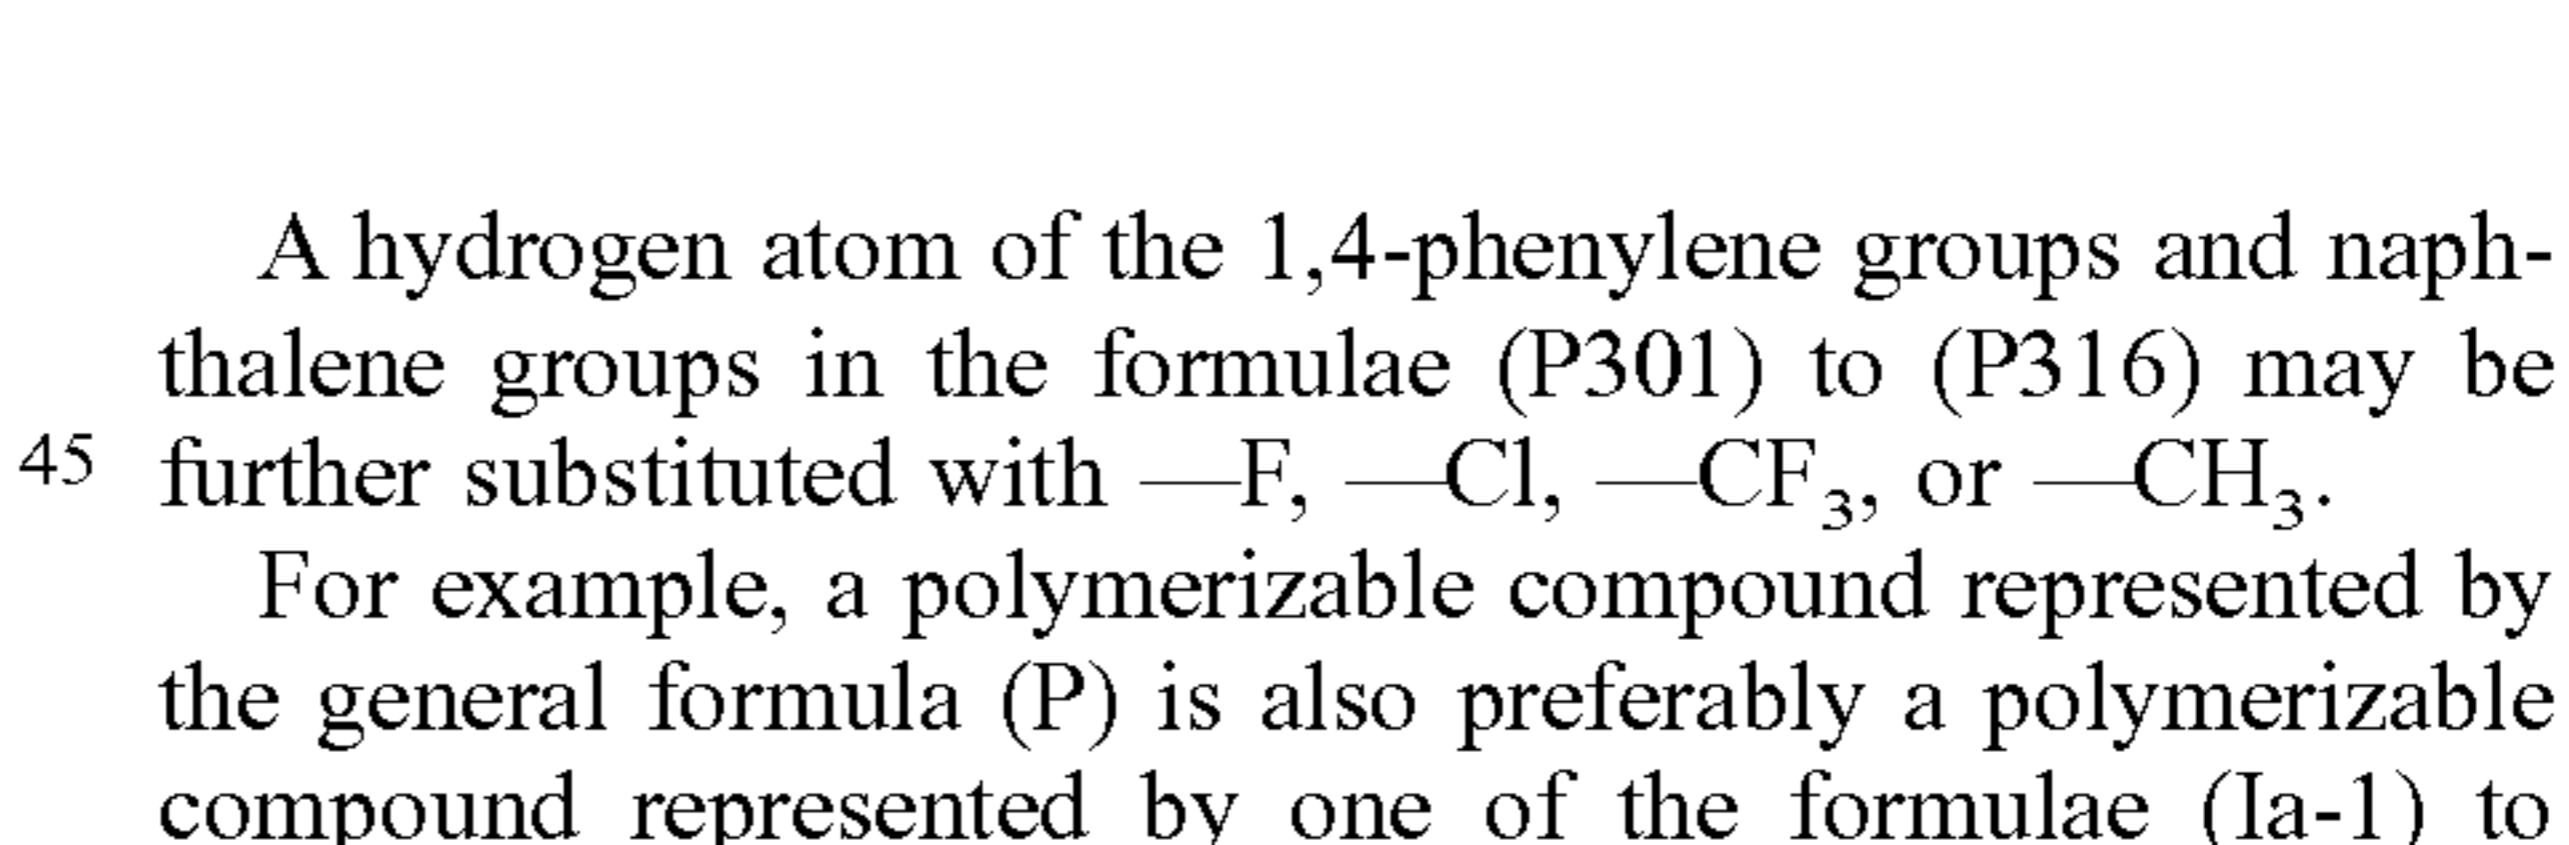 A hydrogen atom of the 1,4-phenylene groups and naph-
thalene groups in the formulae (P301) to (P316) may be
45 further substituted with —F, —Cl, —CF₃, or —CH₃.
For example, a polymerizable compound represented by
the general formula (P) is also preferably a polymerizable
compound represented by one of the formulae (Ia-1) to